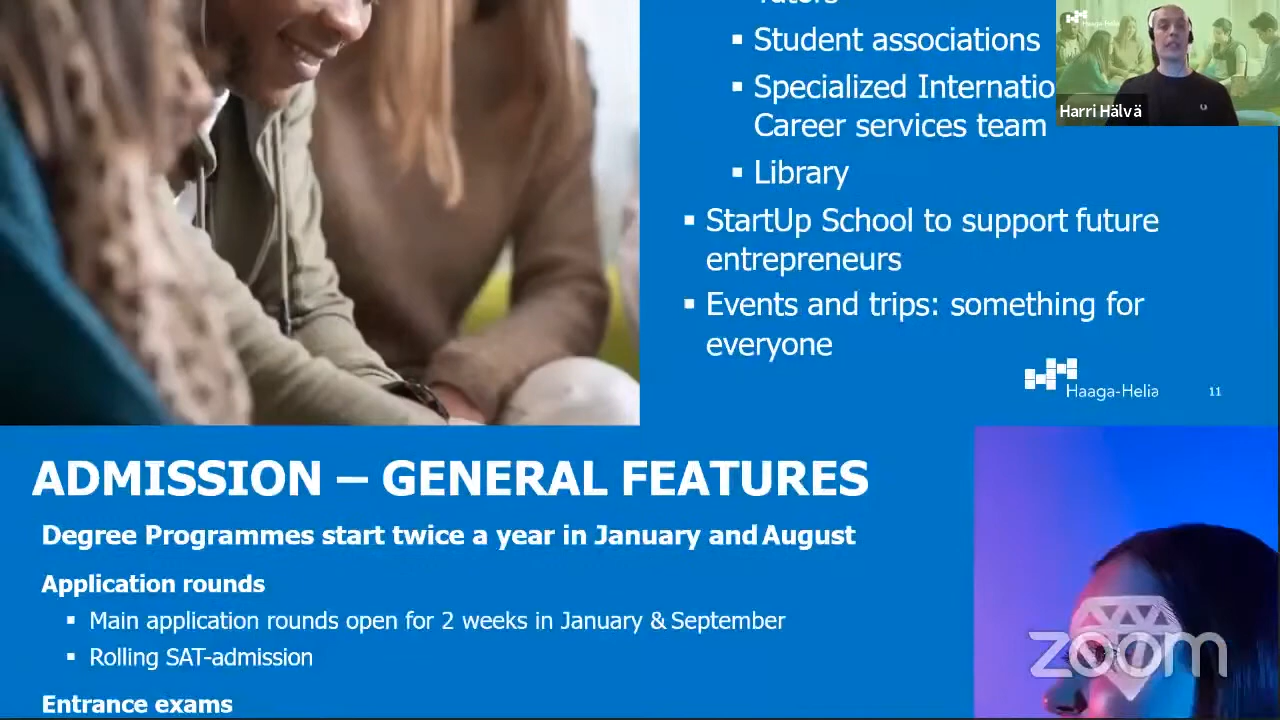 Tutors
▪ Student associations
▪ Specialized Internatio
Career services team
▪ Library
▪ StartUp School to support future
entrepreneurs
▪ Events and trips: something for
everyone
Haaga-Helia
11
Harri Hälvä
ADMISSION – GENERAL FEATURES
Degree Programmes start twice a year in January and August
Application rounds
▪ Main application rounds open for 2 weeks in January & September
▪ Rolling SAT-admission
Entrance exams
zoom